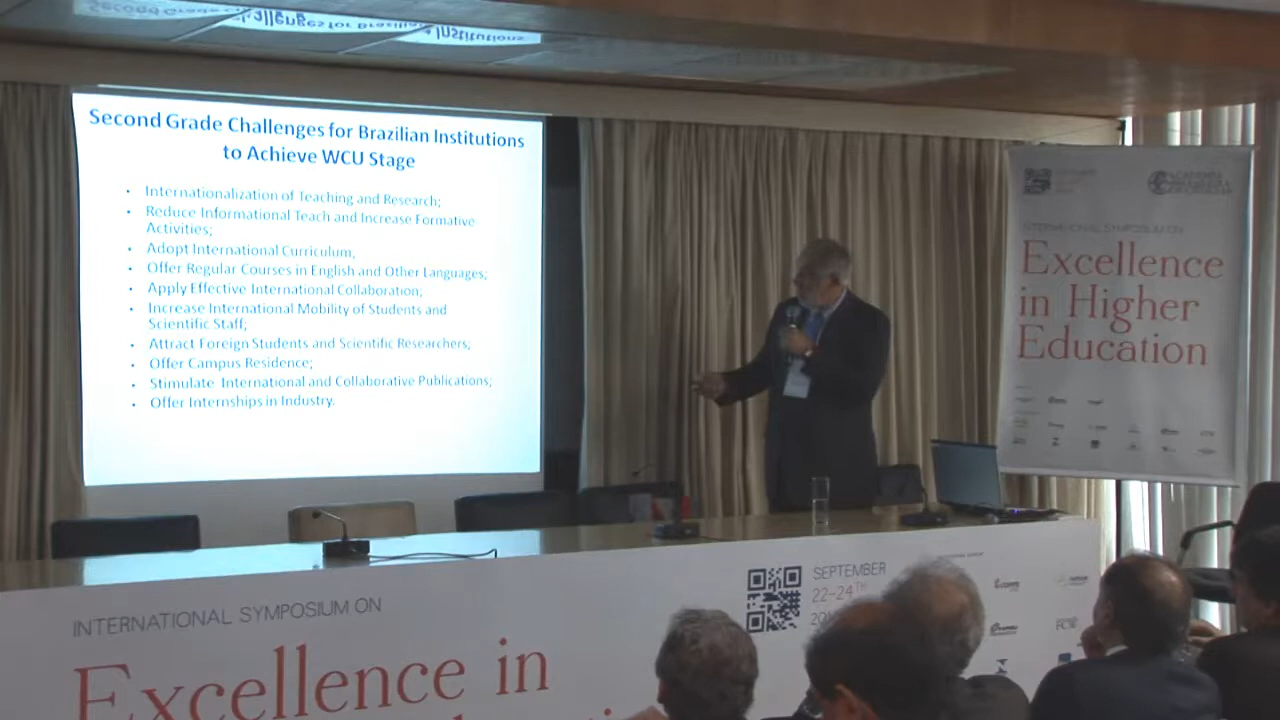 Second Grade Challenges for Brazilian Institutions
to Achieve WCU Stage
• Internationalization of Teaching and Research;
• Reduce Informational Teach and Increase Formative
Activities;
• Adopt International Curriculum,
• Offer Regular Courses in English and Other Languages;
• Apply Effective International Collaboration;
• Increase International Mobility of Students and
Scientific Staff;
• Attract Foreign Students and Scientific Researchers;
• Offer Campus Residence;
• Stimulate International and Collaborative Publications;
• Offer Internships in Industry.
INTERNATIONAL SYMPOSIUM ON
Excellence
in Higher
Education
INTERNATIONAL SYMPOSIUM ON
Excellence in
SEPTEMBER
22-24TH